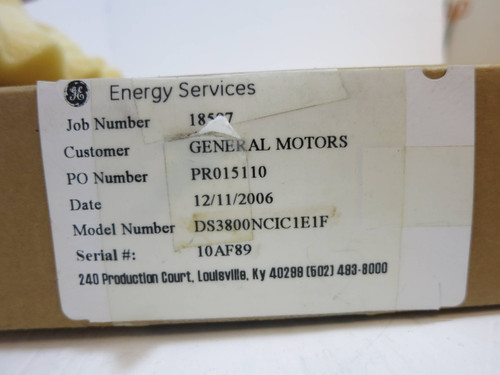 GE Energy Services
Job Number
Customer GENERAL MOTORS
PO Number PR015110
Date 12/11/2006
Model Number DS3800NCIC1E1F
Serial #: 10AF89
240 Production Court, Louisville, Ky 40299 (502) 493-8000